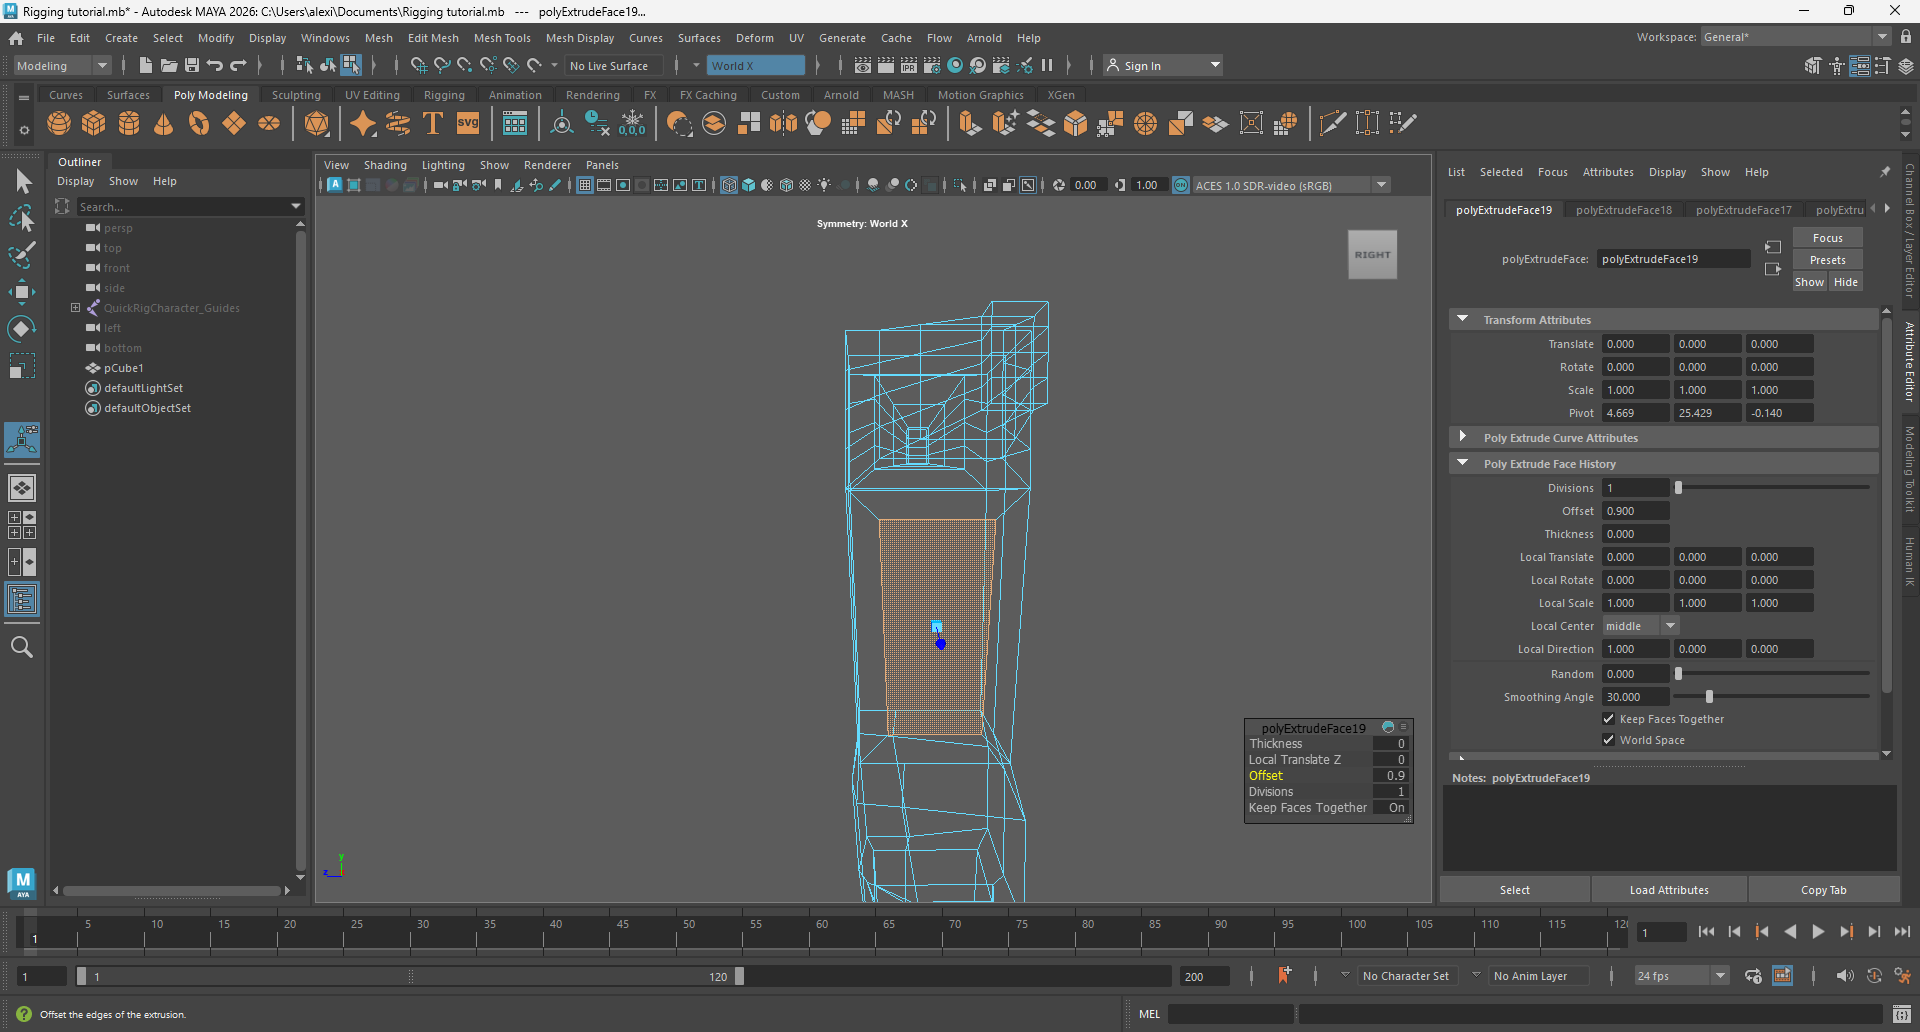 Rigging tutorial.mb* - Autodesk MAYA 2026: C:\Users\alexi\Documents\Rigging tutorial.mb --- polyExtrudeFace19...
File Edit Create Select Modify Display Windows Mesh Edit Mesh Mesh Tools Mesh Display Curves Surfaces Deform UV Generate Cache Flow Arnold Help
Workspace: General*
Modeling
No Live Surface
World X
Sign In
Curves Surfaces Poly Modeling Sculpting UV Editing Rigging Animation Rendering FX FX Caching Custom Arnold MASH Motion Graphics XGen
Outliner
Display Show Help
Search...
persp
top
front
side
QuickRigCharacter_Guides
left
bottom
pCube1
defaultLightSet
defaultObjectSet
View Shading Lighting Show Renderer Panels
0.00
1.00
ACES 1.0 SDR-video (sRGB)
Symmetry: World X
RIGHT
polyExtrudeFace19
Thickness 0
Local Translate Z 0
Offset 0.9
Divisions 1
Keep Faces Together On
y
z
List Selected Focus Attributes Display Show Help
polyExtrudeFace19 polyExtrudeFace18 polyExtrudeFace17 polyExtru
Focus
polyExtrudeFace: polyExtrudeFace19
Presets
Show Hide
Transform Attributes
Translate 0.000 0.000 0.000
Rotate 0.000 0.000 0.000
Scale 1.000 1.000 1.000
Pivot 4.669 25.429 -0.140
Poly Extrude Curve Attributes
Poly Extrude Face History
Divisions 1
Offset 0.900
Thickness 0.000
Local Translate 0.000 0.000 0.000
Local Rotate 0.000 0.000 0.000
Local Scale 1.000 1.000 1.000
Local Center middle
Local Direction 1.000 0.000 0.000
Random 0.000
Smoothing Angle 30.000
Keep Faces Together
World Space
Notes: polyExtrudeFace19
Select Load Attributes Copy Tab
Channel Box / Layer Editor
Attribute Editor
Modeling Toolkit
Human IK
M
AYA
1 5 10 15 20 25 30 35 40 45 50 55 60 65 70 75 80 85 90 95 100 105 110 115 12
1
1
1 120
200
No Character Set
No Anim Layer
24 fps
Offset the edges of the extrusion.
MEL